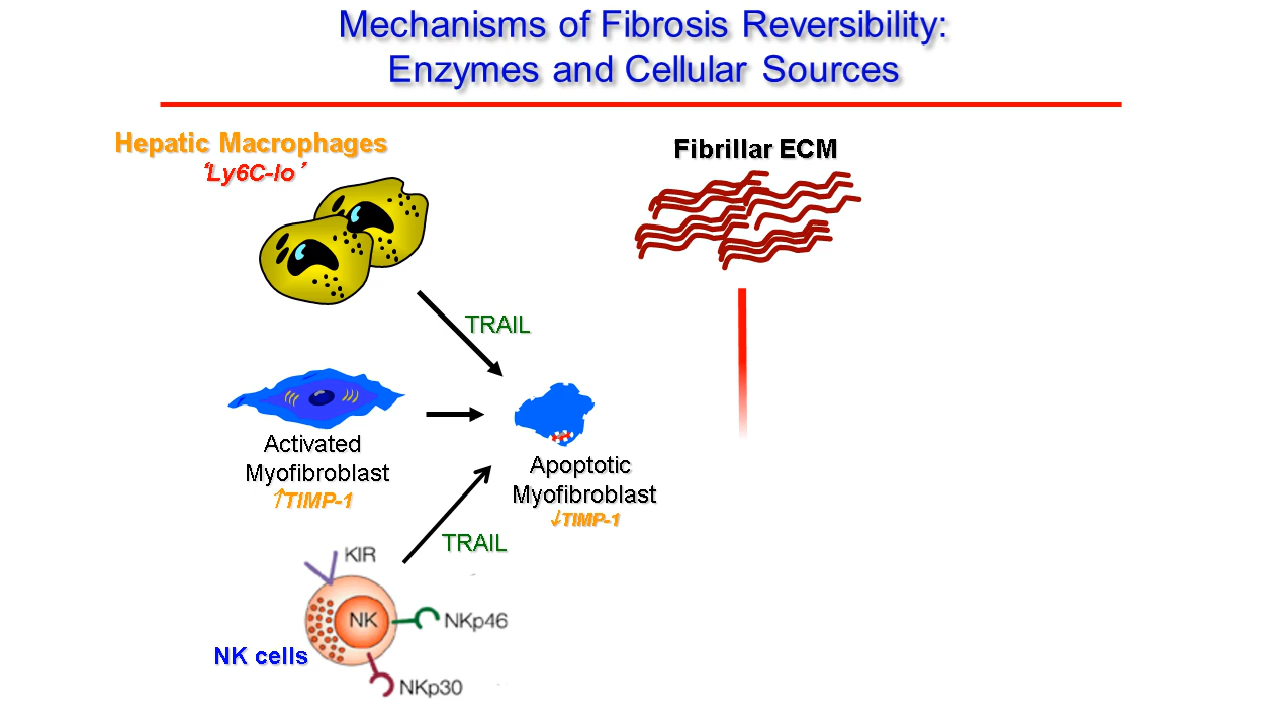 Mechanisms of Fibrosis Reversibility:
Enzymes and Cellular Sources
Hepatic Macrophages
‘Ly6C-lo’
Fibrillar ECM
TRAIL
Activated
Myofibroblast
↑TIMP-1
Apoptotic
Myofibroblast
↓TIMP-1
TRAIL
KIR
NK
NKp46
NK cells
NKp30